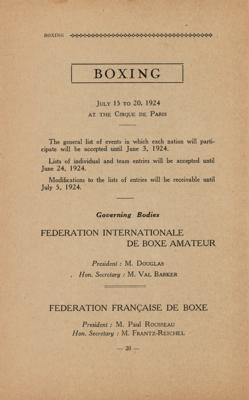 BOXING
BOXING
July 15 to 20, 1924
at the Cirque de Paris
The general list of events in which each nation will parti-
cipate will be accepted until June 3, 1924.
Lists of individual and team entries will be accepted until
June 24, 1924.
Modifications to the lists of entries will be receivable until
July 5, 1924.
Governing Bodies
FEDERATION INTERNATIONALE
DE BOXE AMATEUR
President : M. Douglas
Hon. Secretary : M. Val Barker
FEDERATION FRANÇAISE DE BOXE
President : M. Paul Rousseau
Hon. Secretary : M. Frantz-Reichel
— 20 —